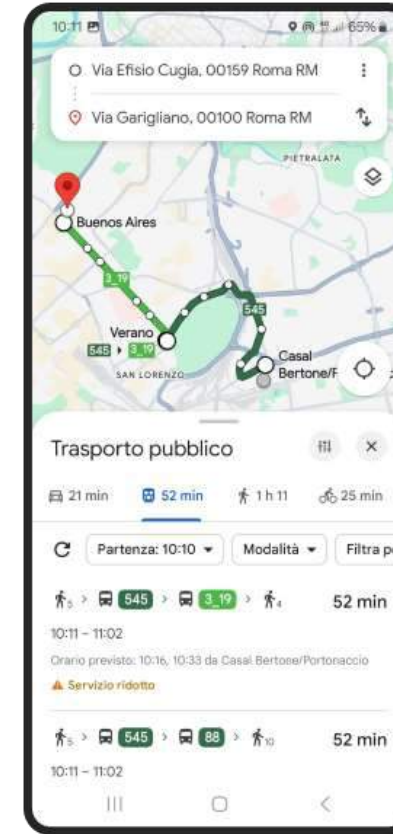 10:11 65%
Via Efisio Cugia, 00159 Roma RM
Via Garigliano, 00100 Roma RM
PIETRALATA
Buenos Aires
3_19
545
Verano
545 3_19
SAN LORENZO
Casal
Bertone/P
Trasporto pubblico
21 min 52 min 1 h 11 25 min
Partenza: 10:10 Modalità Filtra pe
5 545 3_19 4 52 min
10:11 – 11:02
Orario previsto: 10:16, 10:33 da Casal Bertone/Portonaccio
Servizio ridotto
5 545 88 10 52 min
10:11 – 11:02